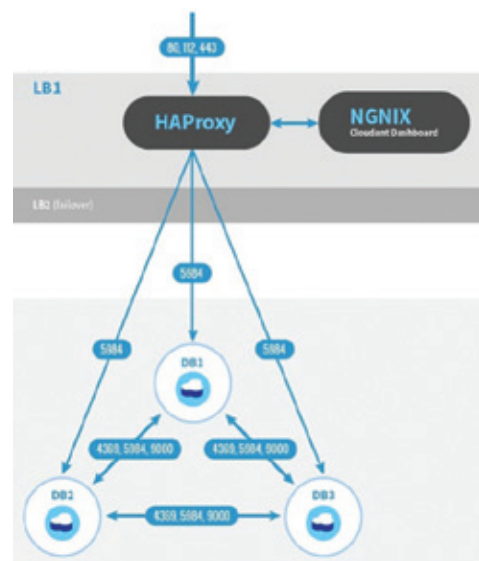 80, 112, 443
LB1
HAProxy
NGNIX
Cloudant Dashboard
LB2 (failover)
5984
5984
5984
DB1
4369, 5984, 9000
4369, 5984, 9000
DB2
DB3
4369, 5984, 9000